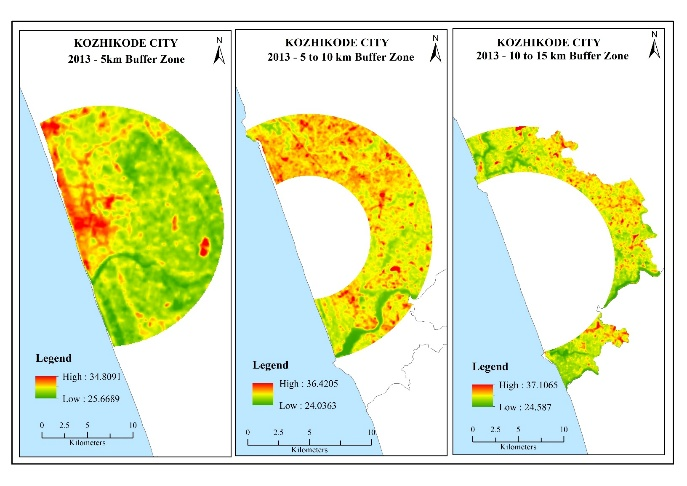 KOZHIKODE CITY
2013 - 5km Buffer Zone
N
Legend
High : 34.8091
Low : 25.6689
0 2.5 5 10
Kilometers
KOZHIKODE CITY
2013 - 5 to 10 km Buffer Zone
N
Legend
High : 36.4205
Low : 24.0363
0 2.5 5 10
Kilometers
KOZHIKODE CITY
2013 - 10 to 15 km Buffer Zone
N
Legend
High : 37.1065
Low : 24.587
0 2.5 5 10
Kilometers